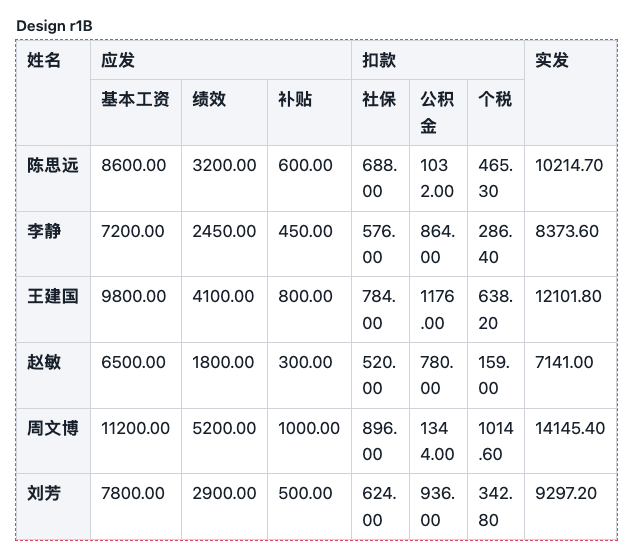 Design r1B
姓名 应发 扣款 实发
基本工资 绩效 补贴 社保 公积金 个税
陈思远 8600.00 3200.00 600.00 688.00 1032.00 465.30 10214.70
李静 7200.00 2450.00 450.00 576.00 864.00 286.40 8373.60
王建国 9800.00 4100.00 800.00 784.00 1176.00 638.20 12101.80
赵敏 6500.00 1800.00 300.00 520.00 780.00 159.00 7141.00
周文博 11200.00 5200.00 1000.00 896.00 1344.00 1014.60 14145.40
刘芳 7800.00 2900.00 500.00 624.00 936.00 342.80 9297.20